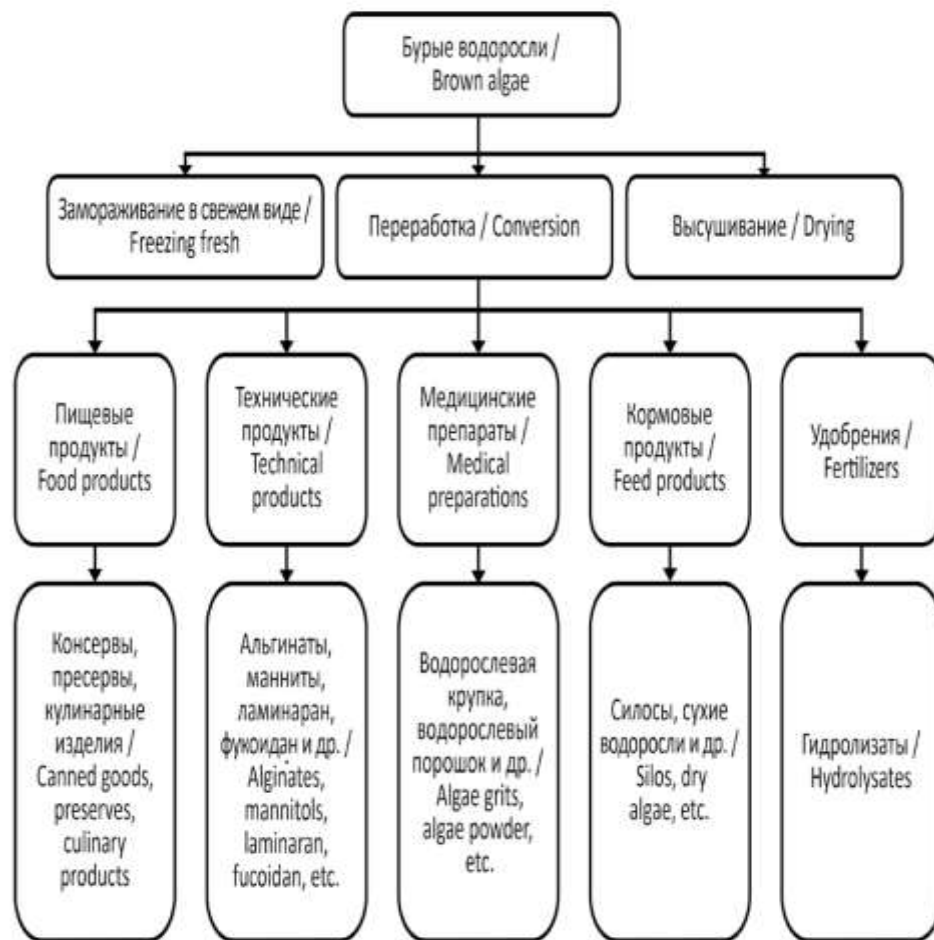 Бурые водоросли /
Brown algae
Замораживание в свежем виде /
Freezing fresh
Переработка / Conversion
Высушивание / Drying
Пищевые
продукты /
Food products
Технические
продукты /
Technical
products
Медицинские
препараты /
Medical
preparations
Кормовые
продукты /
Feed products
Удобрения /
Fertilizers
Консервы,
пресервы,
кулинарные
изделия /
Canned goods,
preserves,
culinary
products
Альгинаты,
манниты,
ламинаран,
фукоидан и др. /
Alginates,
mannitols,
laminaran,
fucoidan, etc.
Водорослевая
крупка,
водорослевый
порошок и др. /
Algae grits,
algae powder,
etc.
Силосы, сухие
водоросли и др. /
Silos, dry
algae, etc.
Гидролизаты /
Hydrolysates